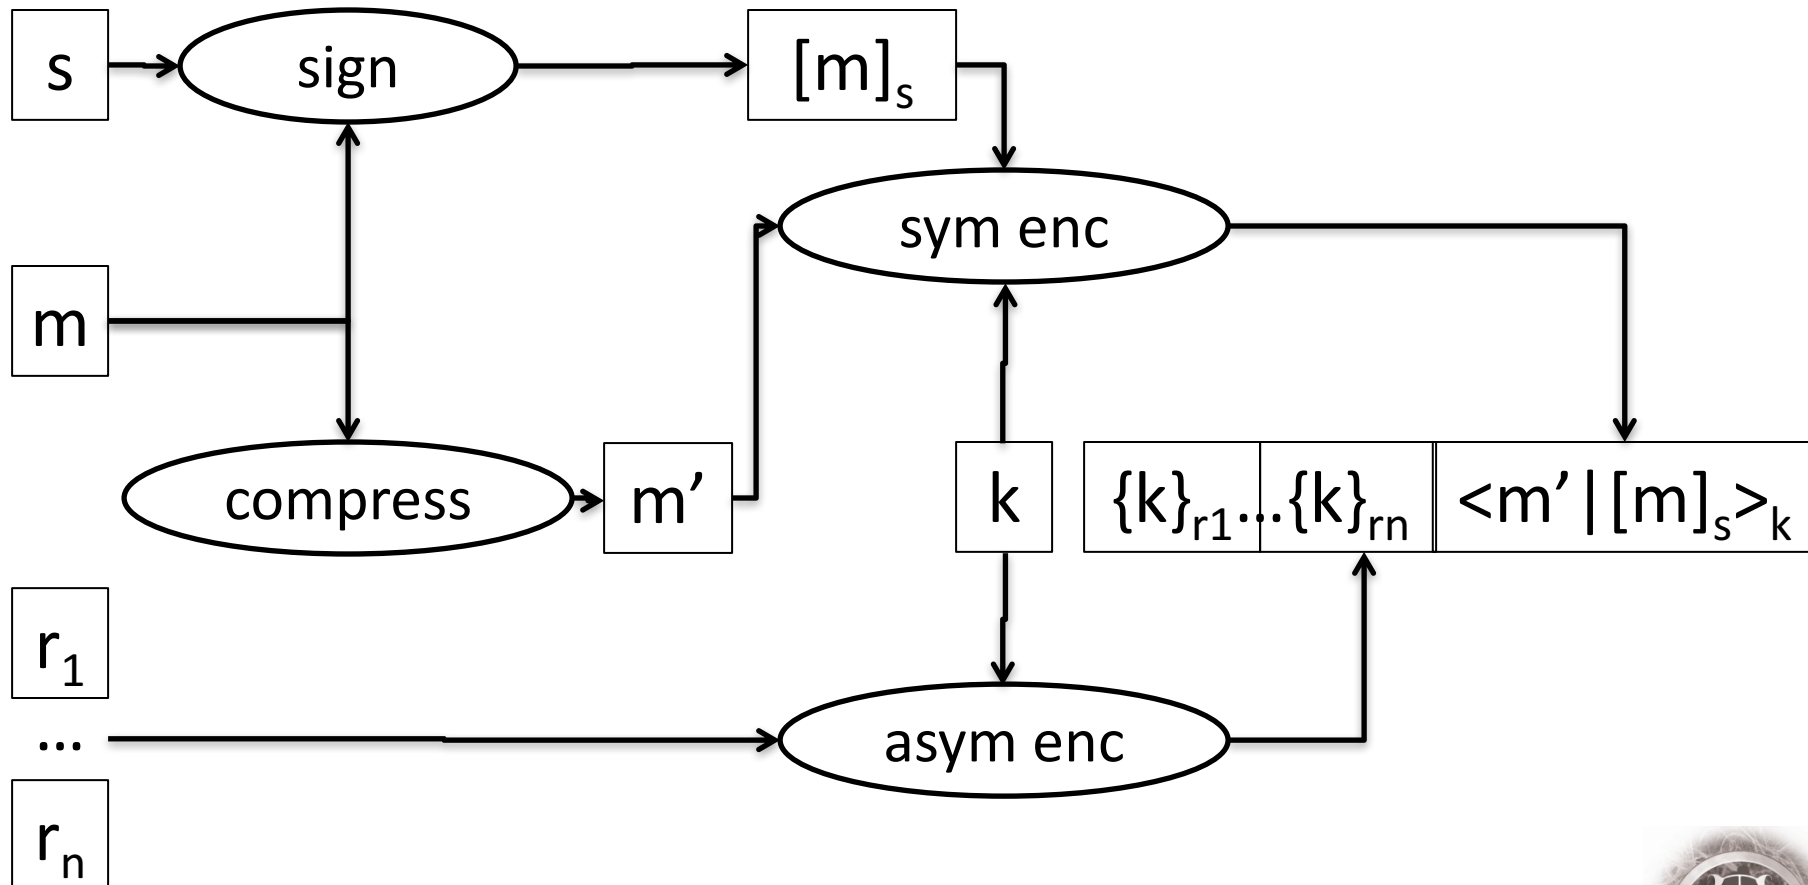 s
sign
[m]s
sym enc
m
compress
m’
k
{k}r1...{k}rn
<m’|[m]s>k
r1
...
asym enc
rn